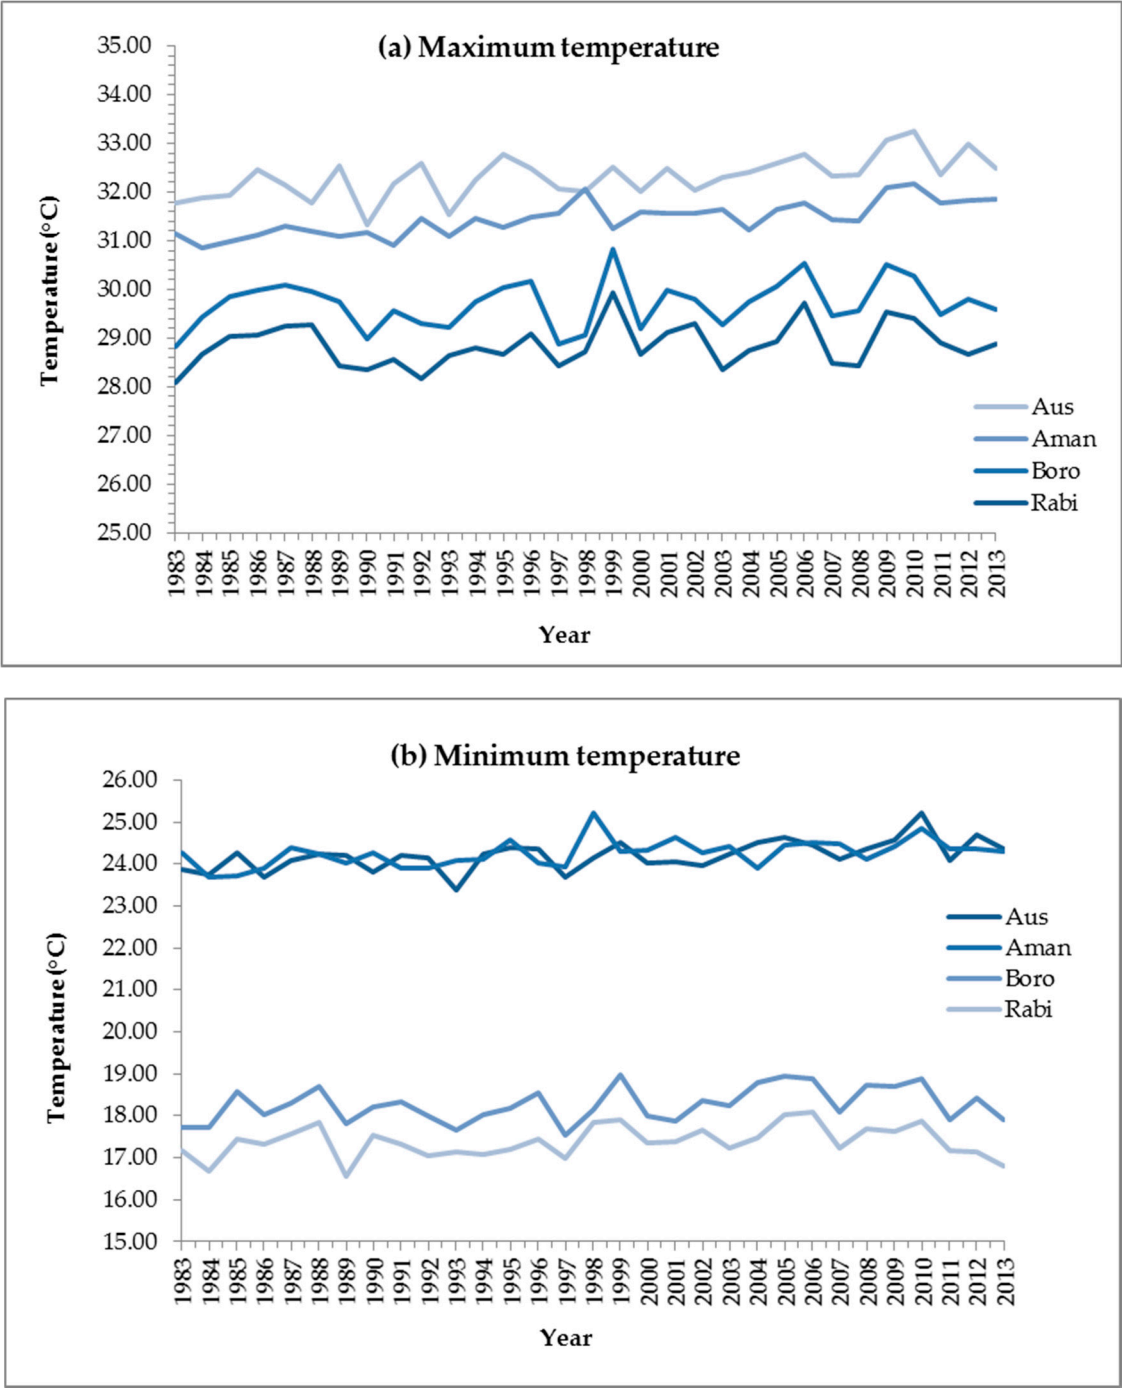 (a) Maximum temperature
35.00
34.00
33.00
32.00
31.00
30.00
29.00
28.00
27.00
26.00
25.00
Temperature (°C)
Aus
Aman
Boro
Rabi
1983 1984 1985 1986 1987 1988 1989 1990 1991 1992 1993 1994 1995 1996 1997 1998 1999 2000 2001 2002 2003 2004 2005 2006 2007 2008 2009 2010 2011 2012 2013
Year
(b) Minimum temperature
26.00
25.00
24.00
23.00
22.00
21.00
20.00
19.00
18.00
17.00
16.00
15.00
Temperature (°C)
Aus
Aman
Boro
Rabi
1983 1984 1985 1986 1987 1988 1989 1990 1991 1992 1993 1994 1995 1996 1997 1998 1999 2000 2001 2002 2003 2004 2005 2006 2007 2008 2009 2010 2011 2012 2013
Year